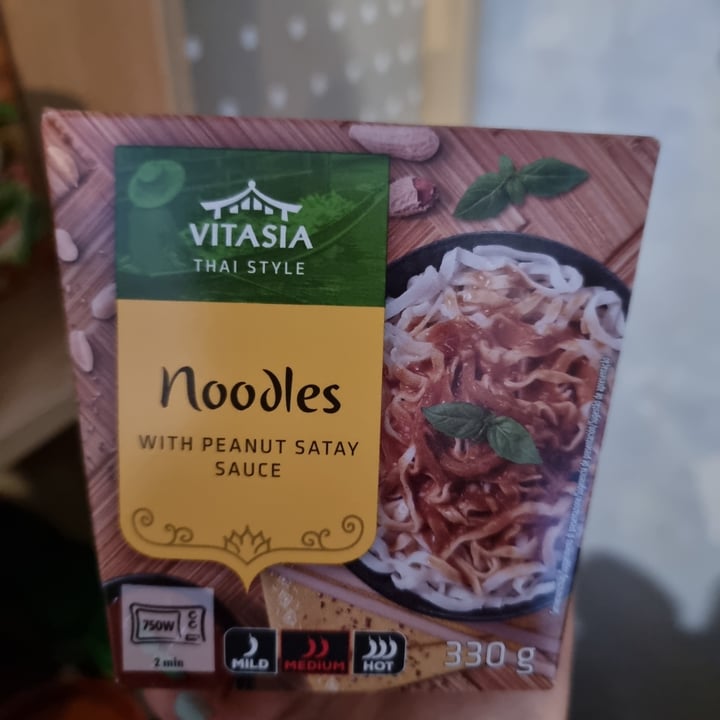 VITASIA
THAI STYLE
Noodles
WITH PEANUT SATAY
SAUCE
750W
2 min
MILD
MEDIUM
HOT
330 g